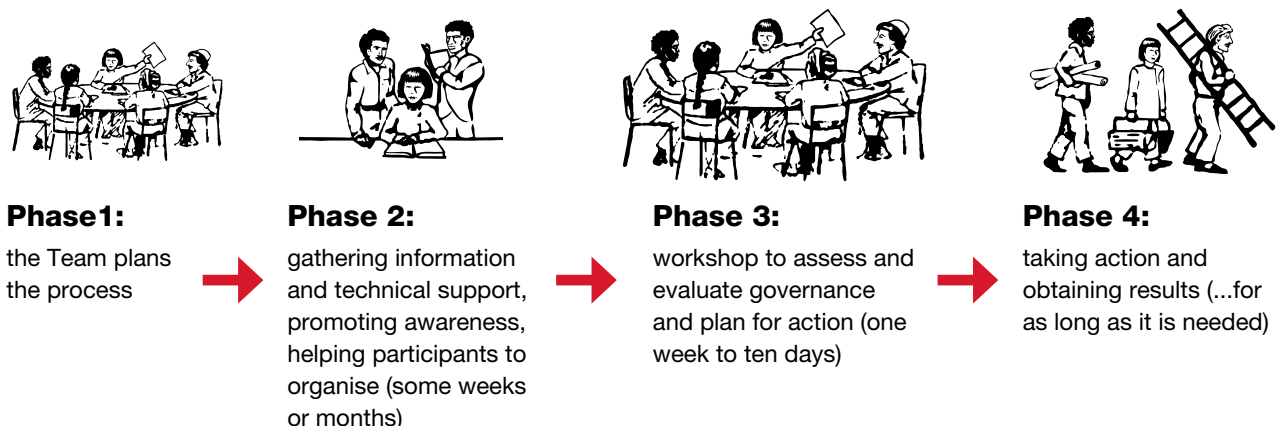 Phase1:
the Team plans
the process
Phase 2:
gathering information
and technical support,
promoting awareness,
helping participants to
organise (some weeks
or months)
Phase 3:
workshop to assess and
evaluate governance
and plan for action (one
week to ten days)
Phase 4:
taking action and
obtaining results (...for
as long as it is needed)